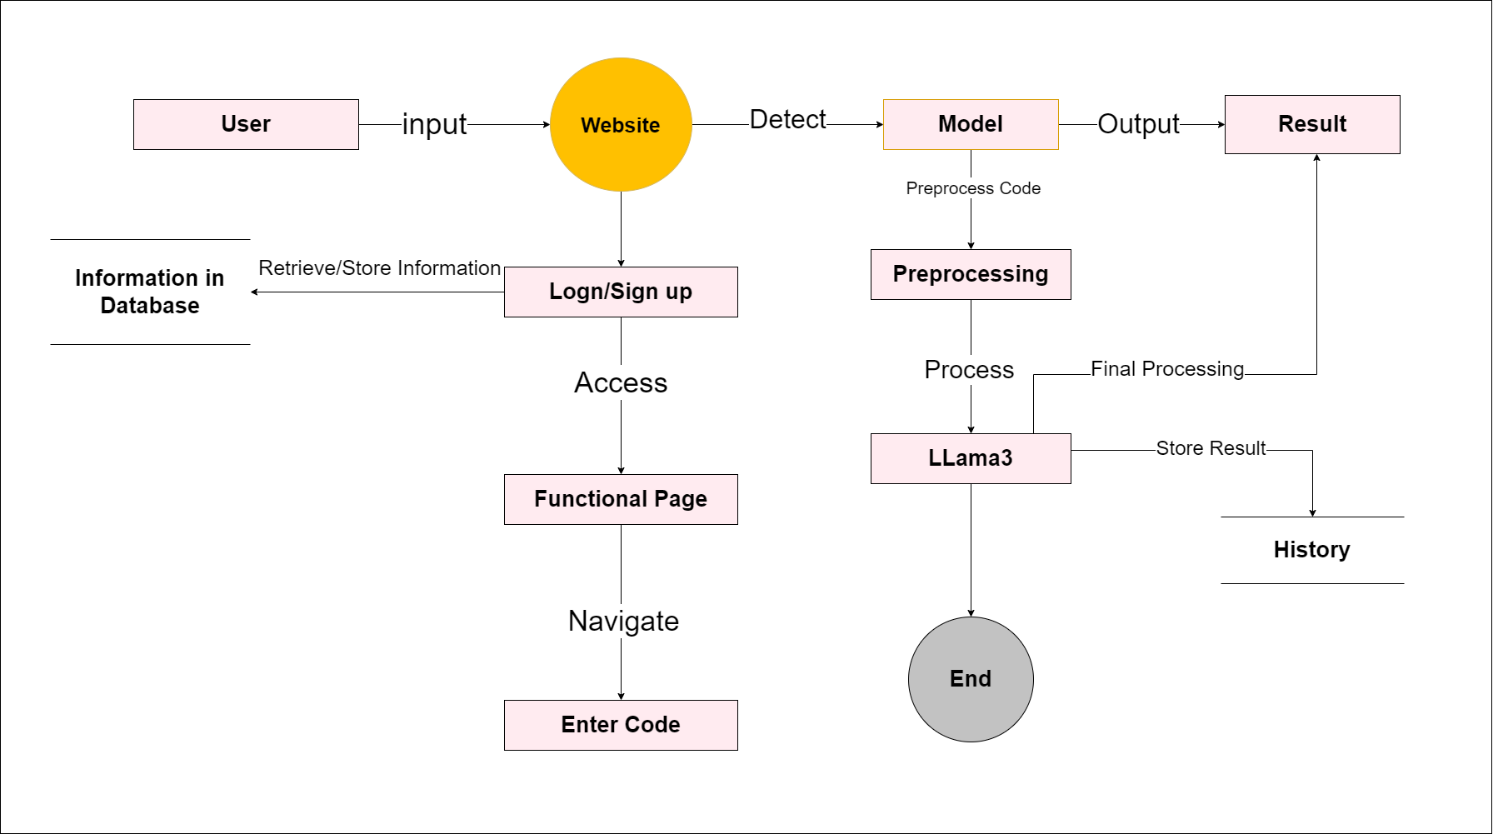 User
input
Website
Detect
Model
Output
Result
Preprocess Code
Information in
Database
Retrieve/Store Information
Logn/Sign up
Preprocessing
Access
Process
Final Processing
LLama3
Store Result
Functional Page
History
Navigate
End
Enter Code